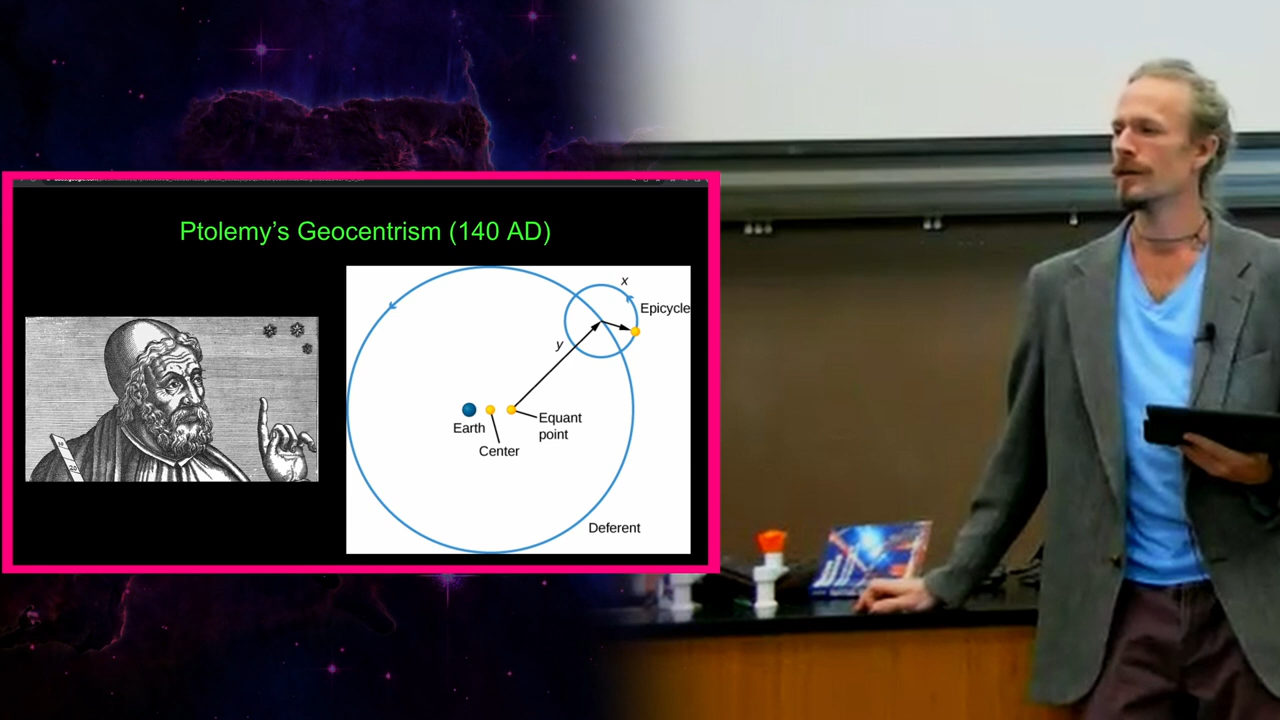 Ptolemy’s Geocentrism (140 AD)
x
Epicycle
y
Equant
point
Earth
Center
Deferent